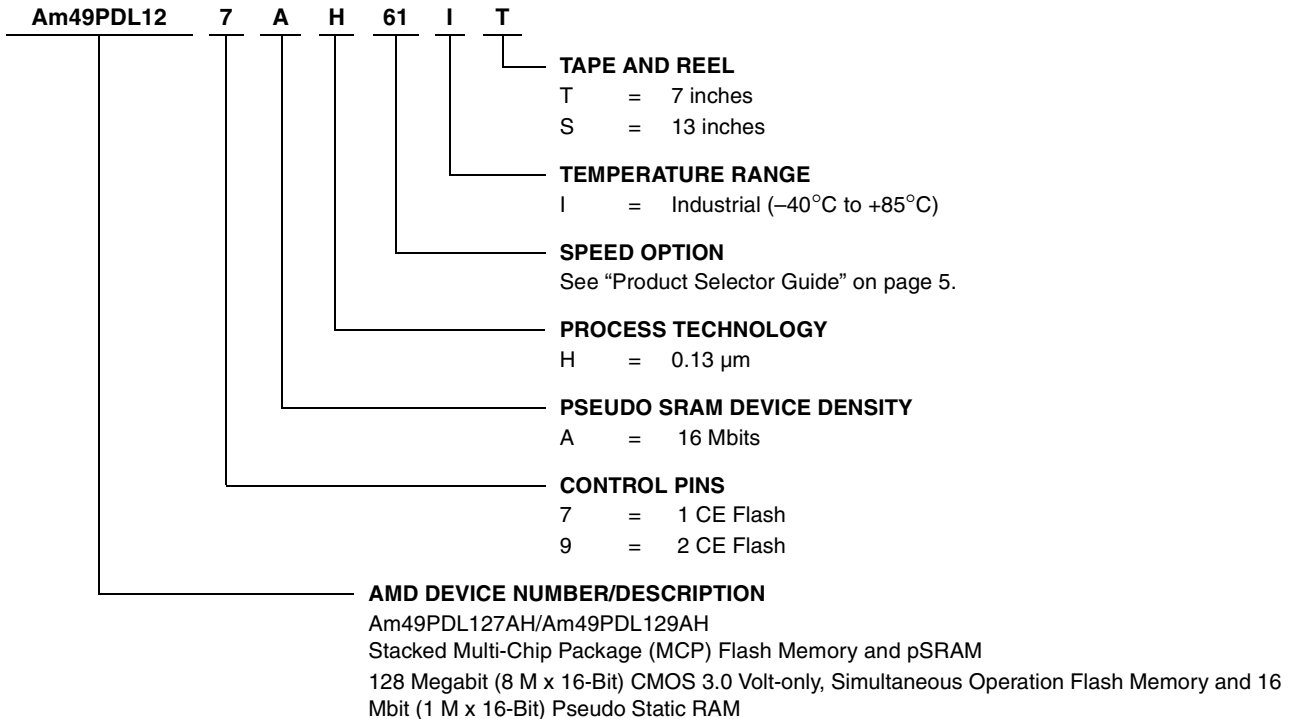 Am49PDL12 7 A H 61 I T
TAPE AND REEL
T = 7 inches
S = 13 inches
TEMPERATURE RANGE
I = Industrial (–40°C to +85°C)
SPEED OPTION
See “Product Selector Guide” on page 5.
PROCESS TECHNOLOGY
H = 0.13 µm
PSEUDO SRAM DEVICE DENSITY
A = 16 Mbits
CONTROL PINS
7 = 1 CE Flash
9 = 2 CE Flash
AMD DEVICE NUMBER/DESCRIPTION
Am49PDL127AH/Am49PDL129AH
Stacked Multi-Chip Package (MCP) Flash Memory and pSRAM
128 Megabit (8 M x 16-Bit) CMOS 3.0 Volt-only, Simultaneous Operation Flash Memory and 16
Mbit (1 M x 16-Bit) Pseudo Static RAM